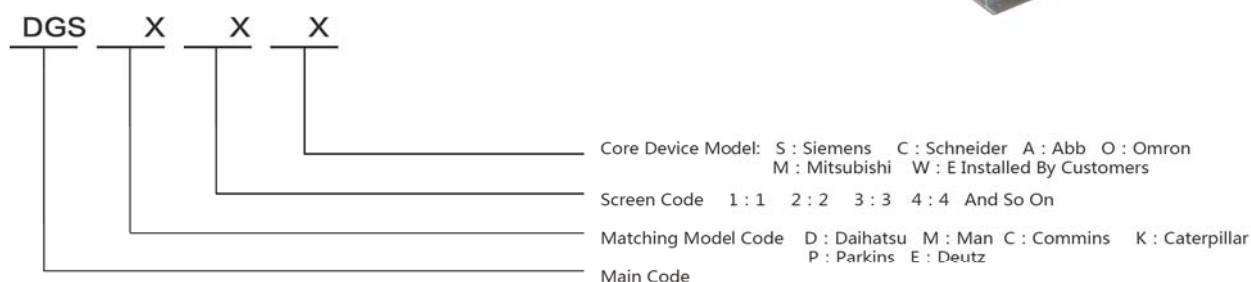 DGS X X X
Core Device Model: S : Siemens C : Schneider A : Abb O : Omron
M : Mitsubishi W : E Installed By Customers
Screen Code 1 : 1 2 : 2 3 : 3 4 : 4 And So On
Matching Model Code D : Daihatsu M : Man C : Commins K : Caterpillar
P : Parkins E : Deutz
Main Code